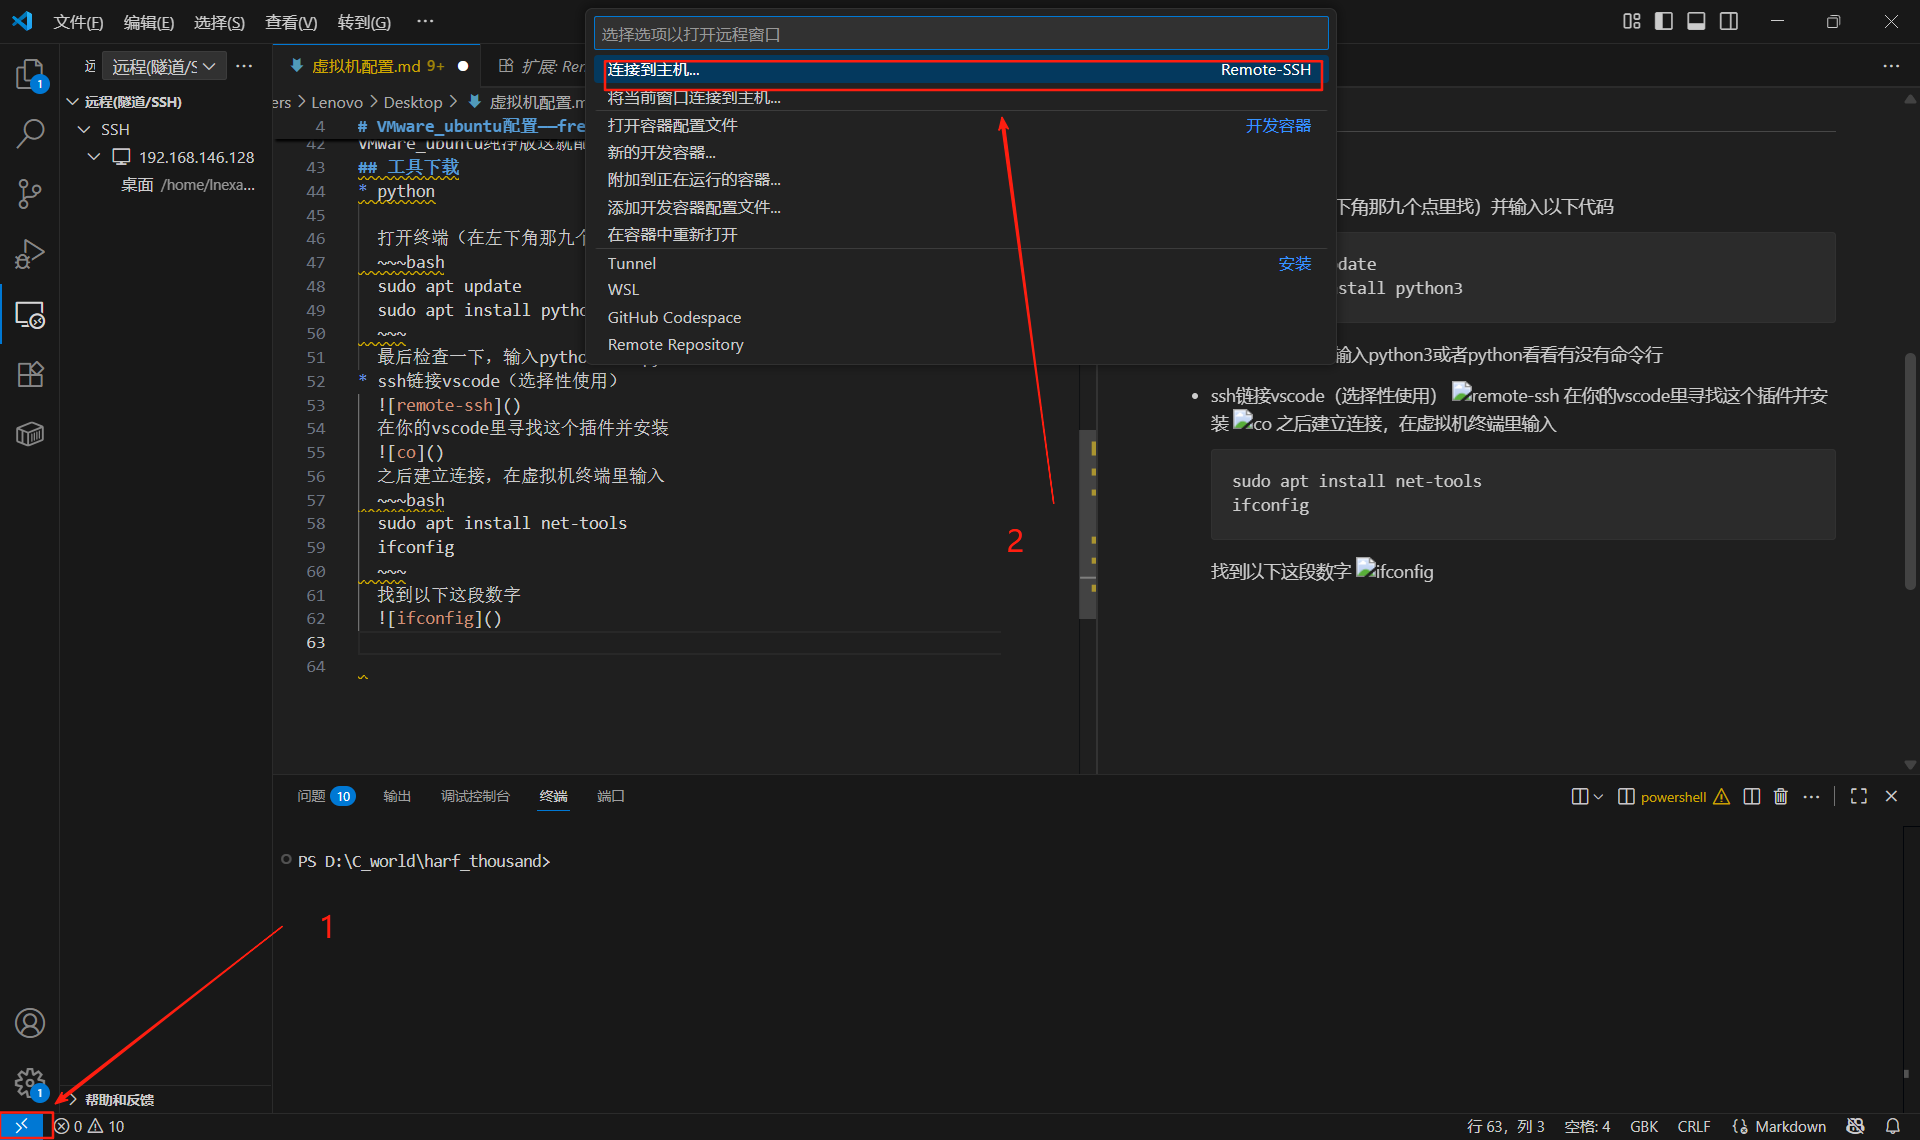 文件(F) 编辑(E) 选择(S) 查看(V) 转到(G) ···
选择选项以打开远程窗口
连接到主机... Remote-SSH
将当前窗口连接到主机...
打开容器配置文件 开发容器
新的开发容器...
附加到正在运行的容器...
添加开发容器配置文件...
在容器中重新打开
Tunnel 安装
WSL
GitHub Codespace
Remote Repository
1
远程(隧道/S
远程(隧道/SSH)
SSH
192.168.146.128
桌面 /home/lnexa...
虚拟机配置.md 9+
扩展: Rem
ers > Lenovo > Desktop > 虚拟机配置.m
4 # VMware_ubuntu配置——fre
42 VMware_ubuntu纯净版这就
43 ## 工具下载
44 * python
45
46 打开终端（在左下角那九个
47 ~~~bash
48 sudo apt update
49 sudo apt install pytho
50 ~~~
51 最后检查一下，输入pytho
52 * ssh链接vscode（选择性使用）
53 ![remote-ssh]()
54 在你的vscode里寻找这个插件并安装
55 ![co]()
56 之后建立连接，在虚拟机终端里输入
57 ~~~bash
58 sudo apt install net-tools
59 ifconfig
60 ~~~
61 找到以下这段数字
62 ![ifconfig]()
63
64
2
下角那九个点里找）并输入以下代码
date
stall python3
输入python3或者python看看有没有命令行
• ssh链接vscode（选择性使用） remote-ssh 在你的vscode里寻找这个插件并安
装 co 之后建立连接，在虚拟机终端里输入
sudo apt install net-tools
ifconfig
找到以下这段数字 ifconfig
问题 10 输出 调试控制台 终端 端口
powershell
PS D:\C_world\harf_thousand>
1
1
帮助和反馈
0 10
行 63，列 3 空格: 4 GBK CRLF Markdown